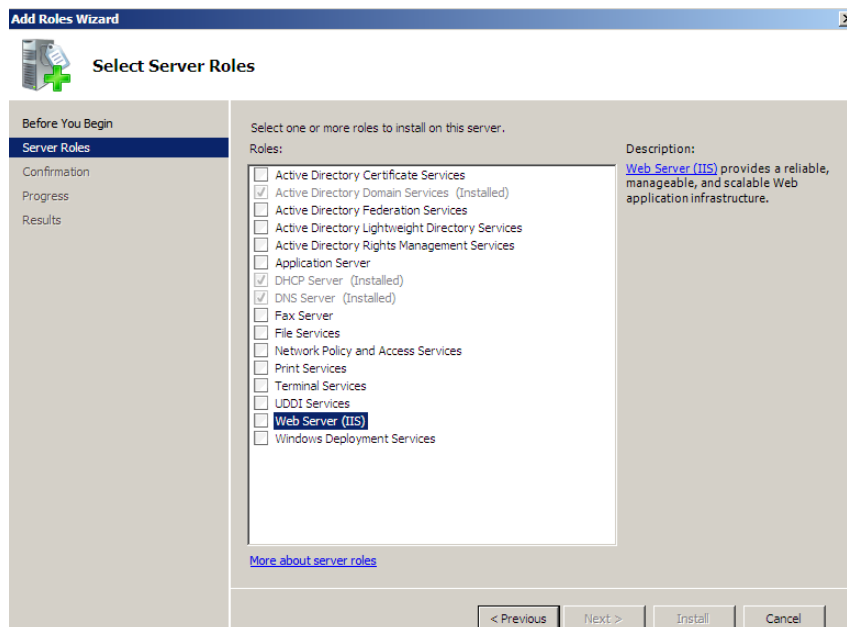 Add Roles Wizard
Select Server Roles
Before You Begin
Server Roles
Confirmation
Progress
Results
Select one or more roles to install on this server.
Roles:
Active Directory Certificate Services
Active Directory Domain Services (Installed)
Active Directory Federation Services
Active Directory Lightweight Directory Services
Active Directory Rights Management Services
Application Server
DHCP Server (Installed)
DNS Server (Installed)
Fax Server
File Services
Network Policy and Access Services
Print Services
Terminal Services
UDDI Services
Web Server (IIS)
Windows Deployment Services
More about server roles
Description:
Web Server (IIS) provides a reliable,
manageable, and scalable Web
application infrastructure.
< Previous
Next >
Install
Cancel